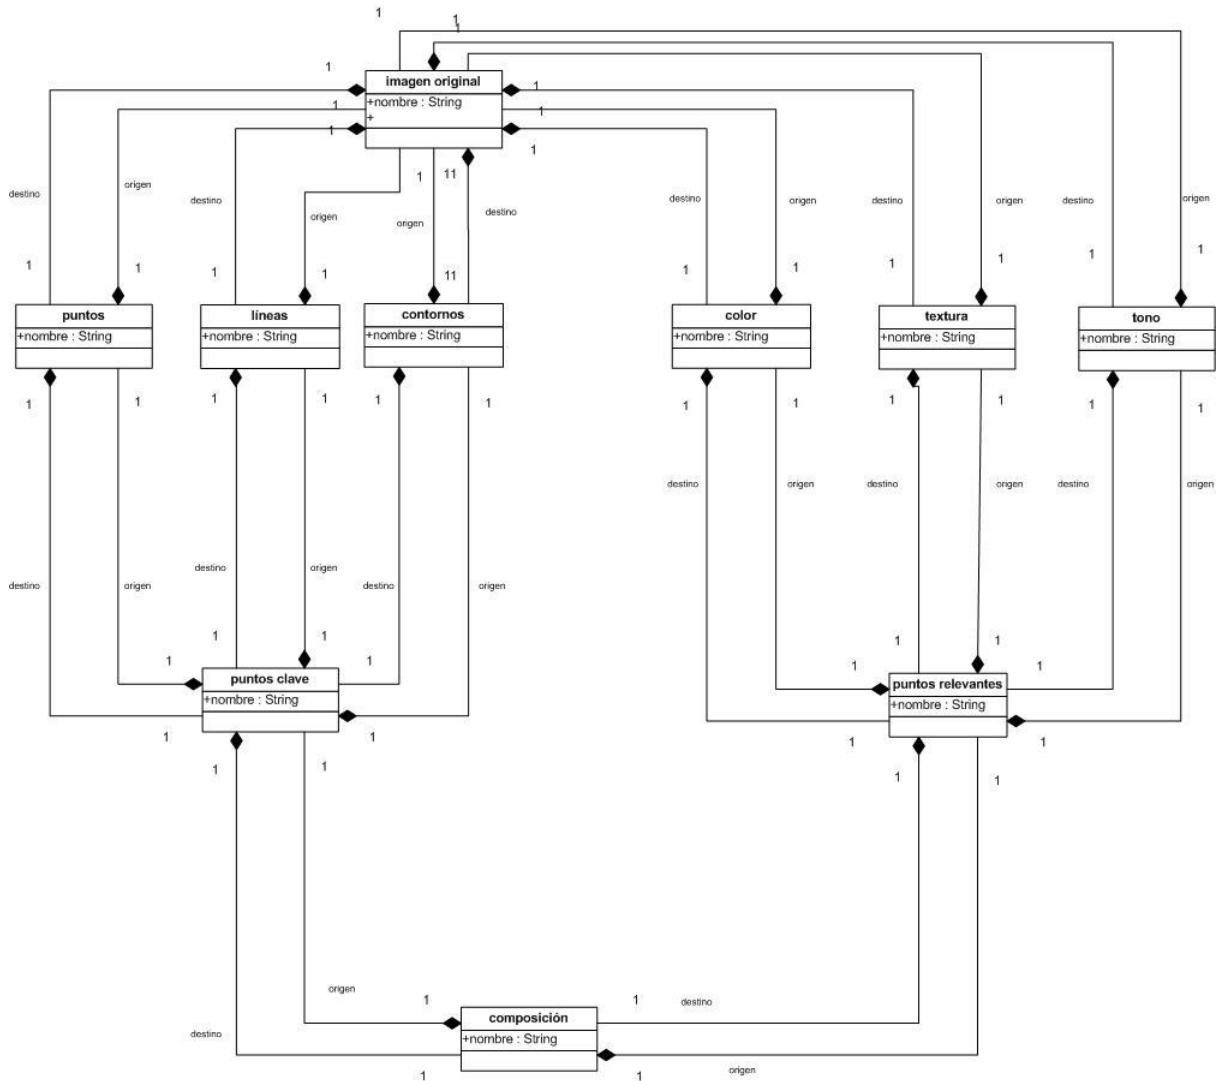 1
1
1
1
imagen original
1
+nombre : String
1
1
+
1
1
destino
origen
destino
origen
1
origen
11
destino
destino
origen
destino
origen
destino
origen
1
1
1
1
11
1
1
1
1
1
1
puntos
+nombre : String
líneas
+nombre : String
contornos
+nombre : String
color
+nombre : String
textura
+nombre : String
tono
+nombre : String
1
1
1
1
1
1
1
1
1
1
1
1
destino
origen
destino
origen
destino
origen
destino
origen
destino
origen
destino
origen
1
1
1
1
1
1
1
1
puntos clave
+nombre : String
puntos relevantes
+nombre : String
1
1
1
1
1
1
1
1
origen
1
1
destino
destino
composición
+nombre : String
1
1
origen